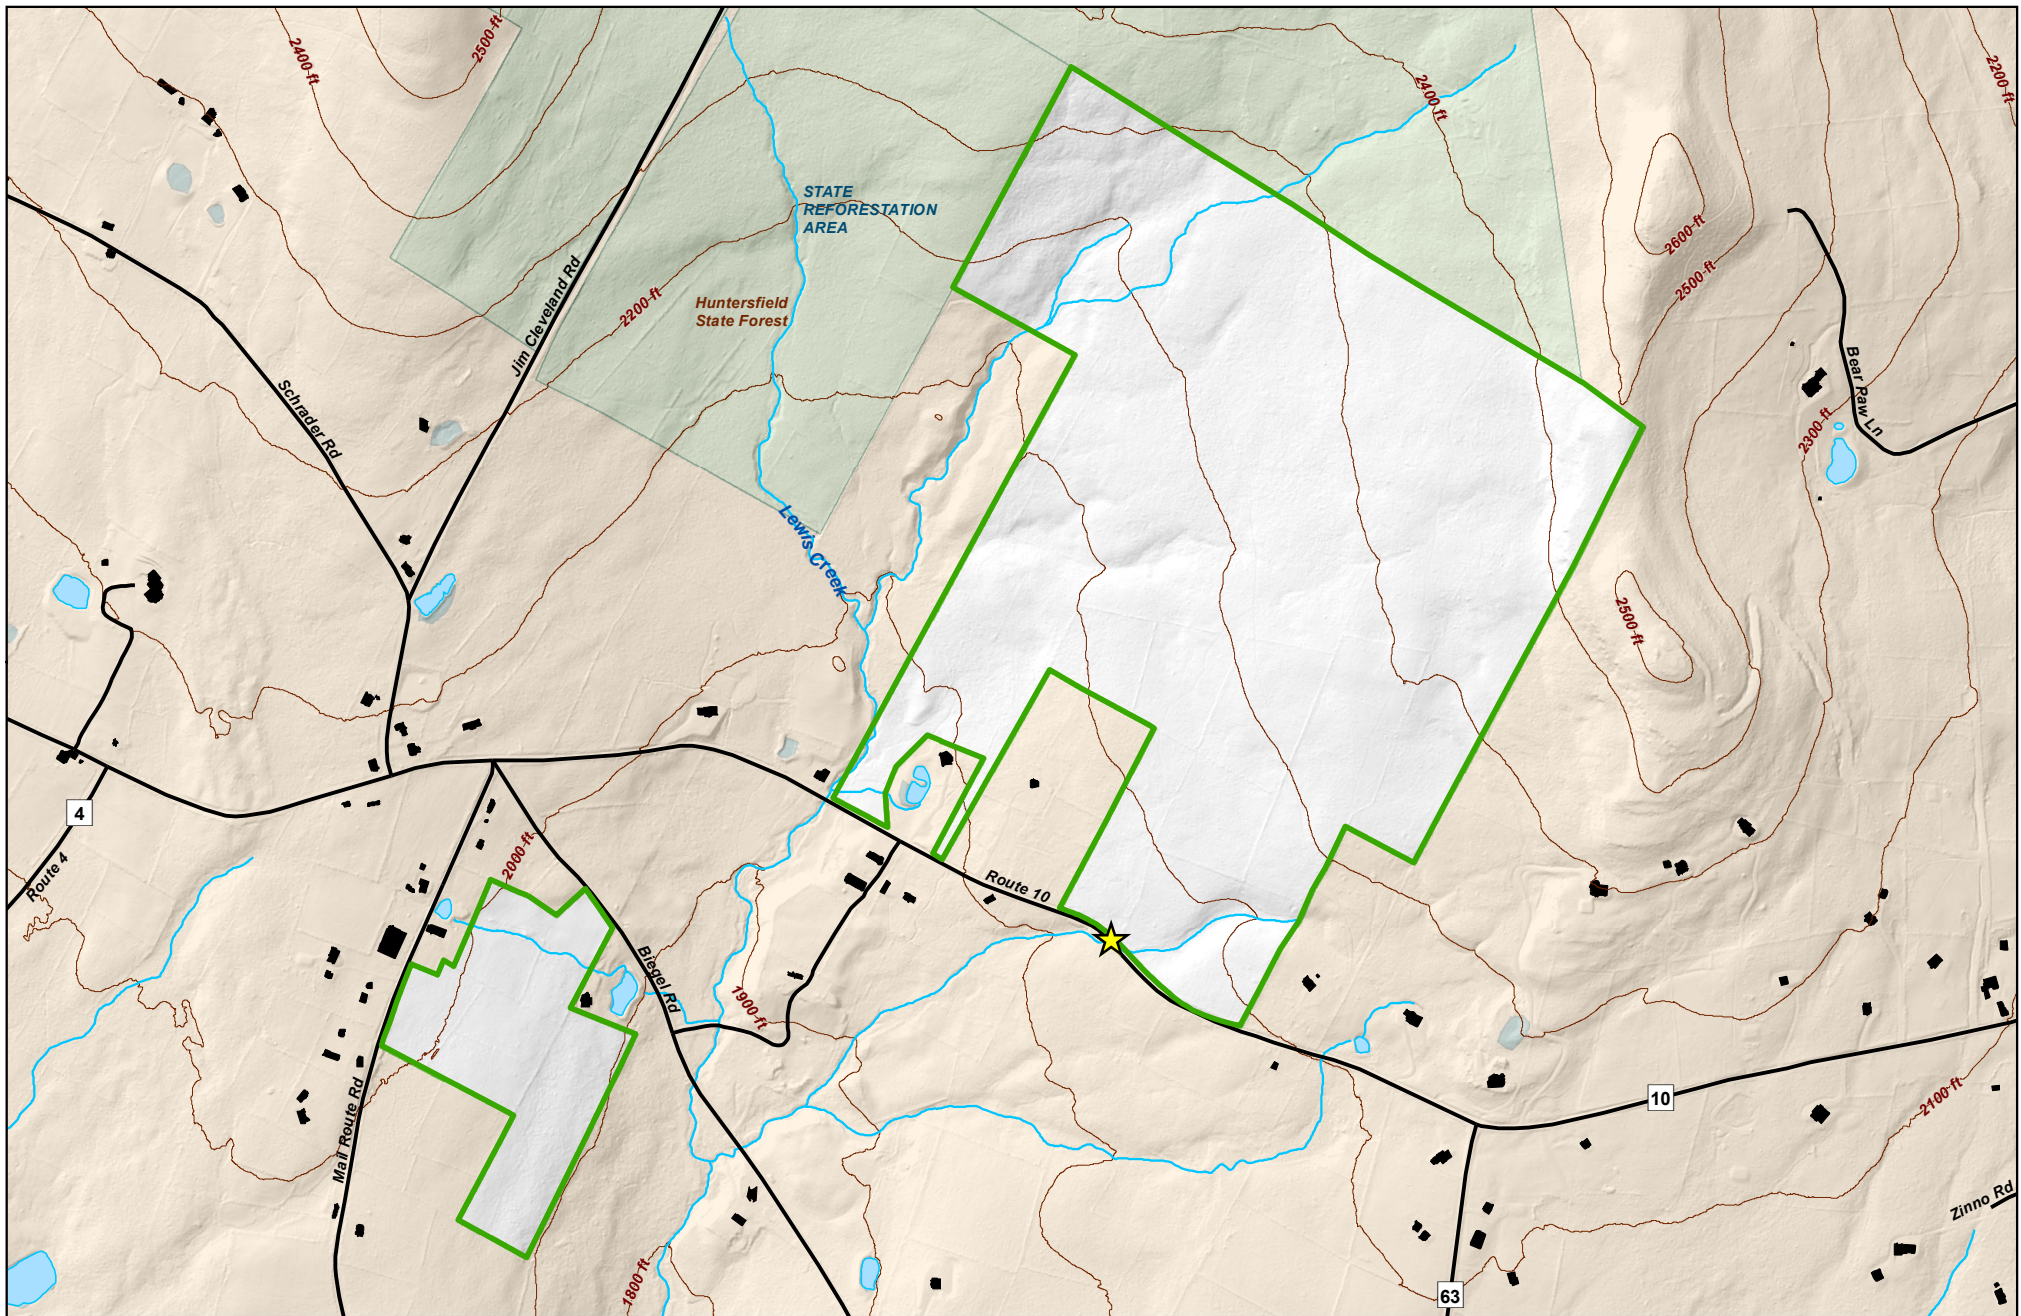 2400 ft
2500 ft
2400 ft
2200 ft
STATE
REFORESTATION
AREA
2600 ft
2500 ft
Jim Cleveland Rd
2200 ft
Huntersfield
State Forest
Schrader Rd
Bear Raw Ln
2300 ft
Lewis Creek
2500 ft
4
Route 4
2000 ft
Route 10
Biegel Rd
1900 ft
Mail Route Rd
10
2100 ft
Zinno Rd
1800 ft
63